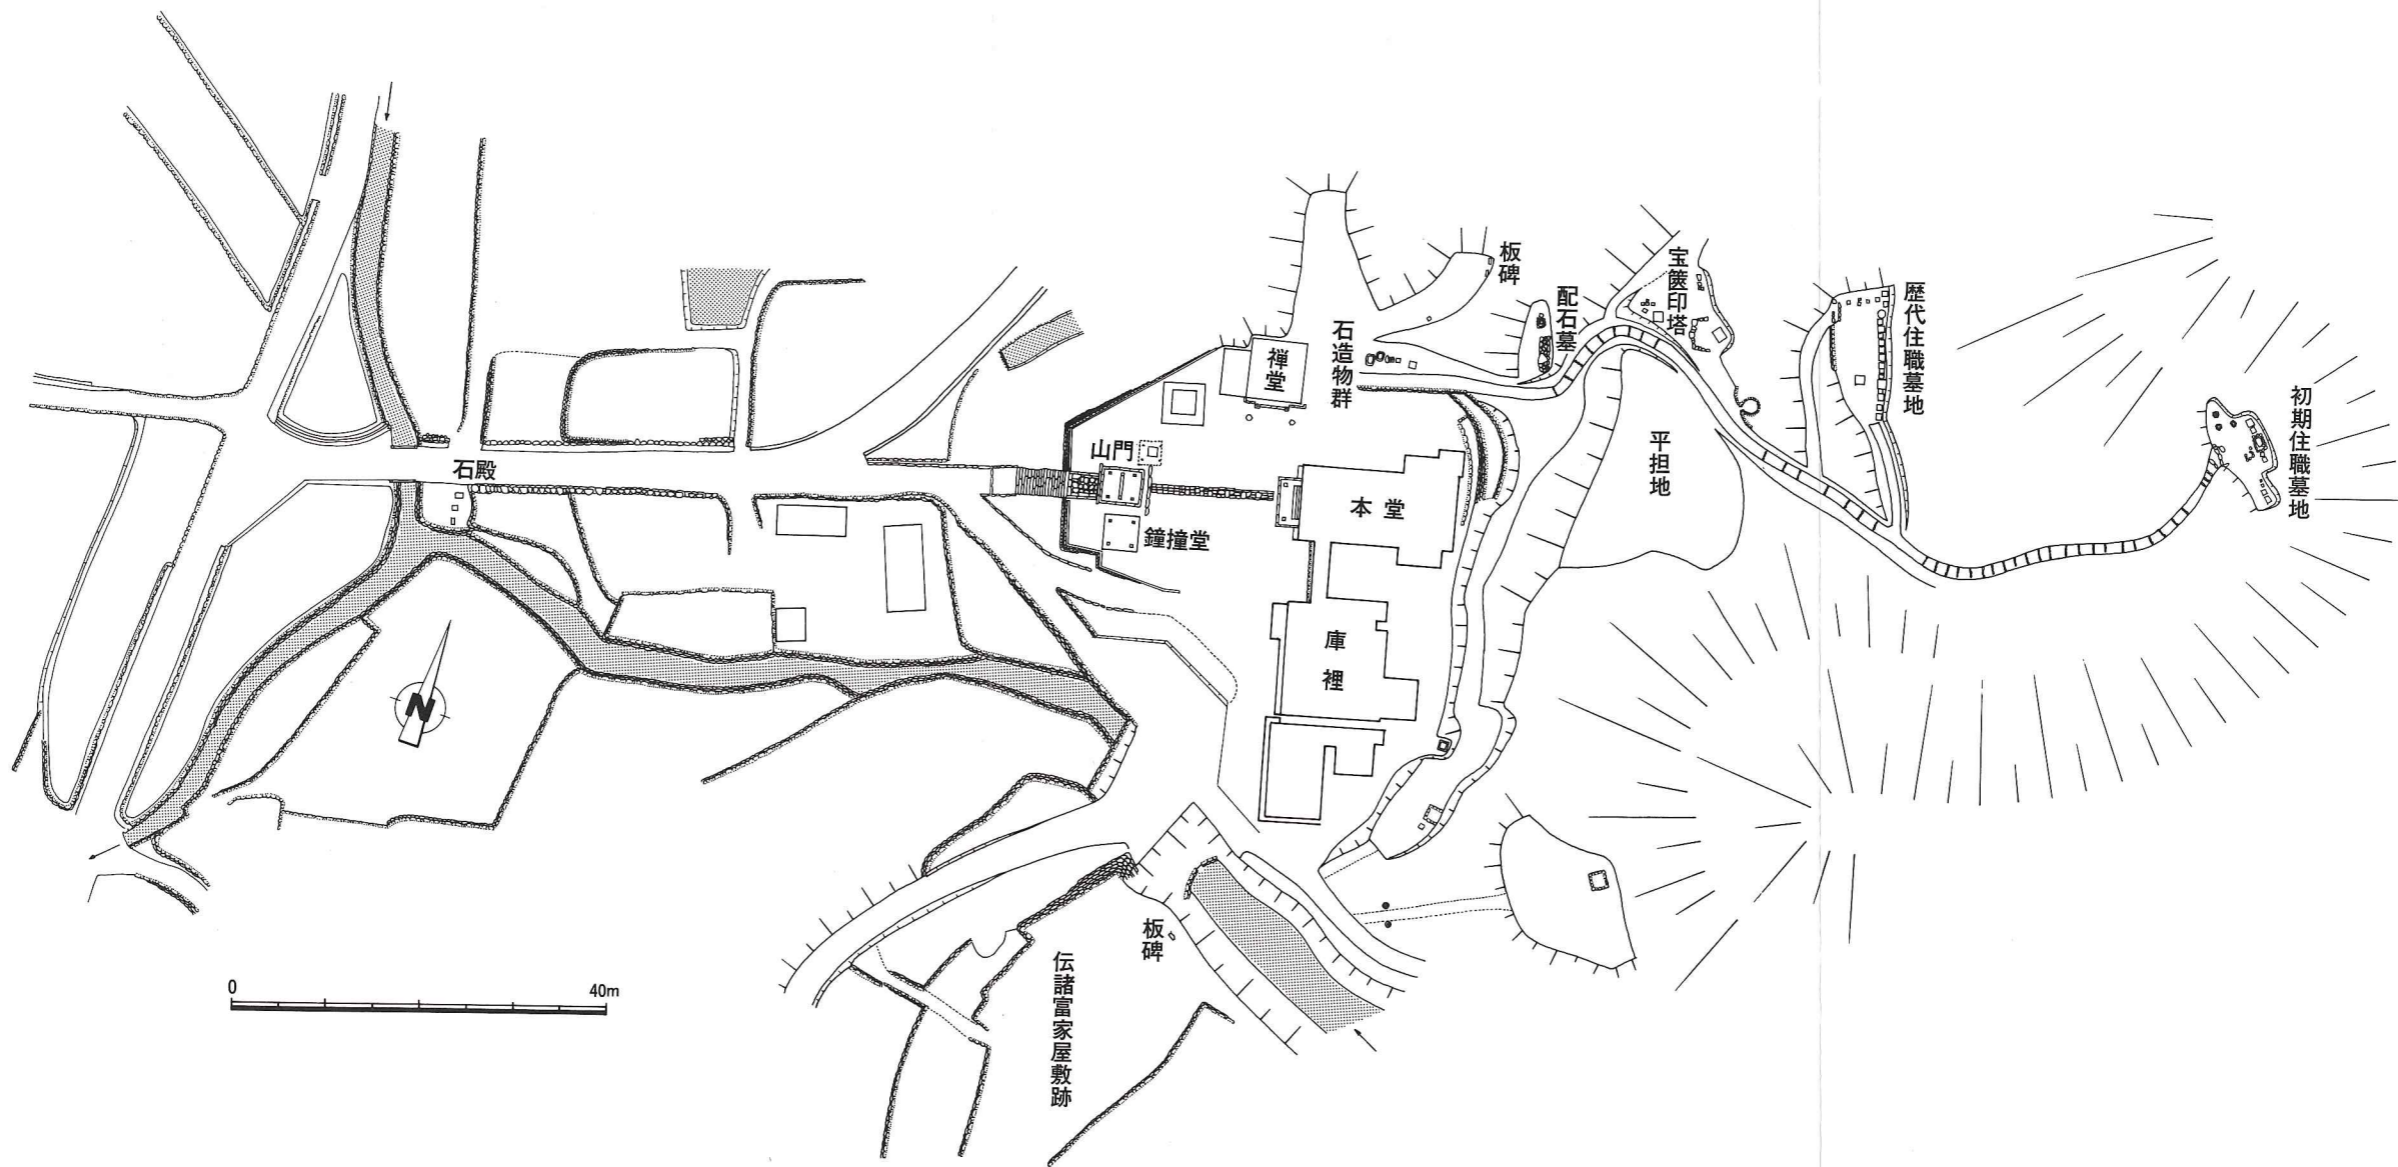 板碑
宝篋印塔
配石墓
歴代住職墓地
石造物群
禅堂
初期住職墓地
山門
平担地
石殿
本堂
鐘撞堂
庫裡
N
板碑
伝諸富家屋敷跡
0 40m